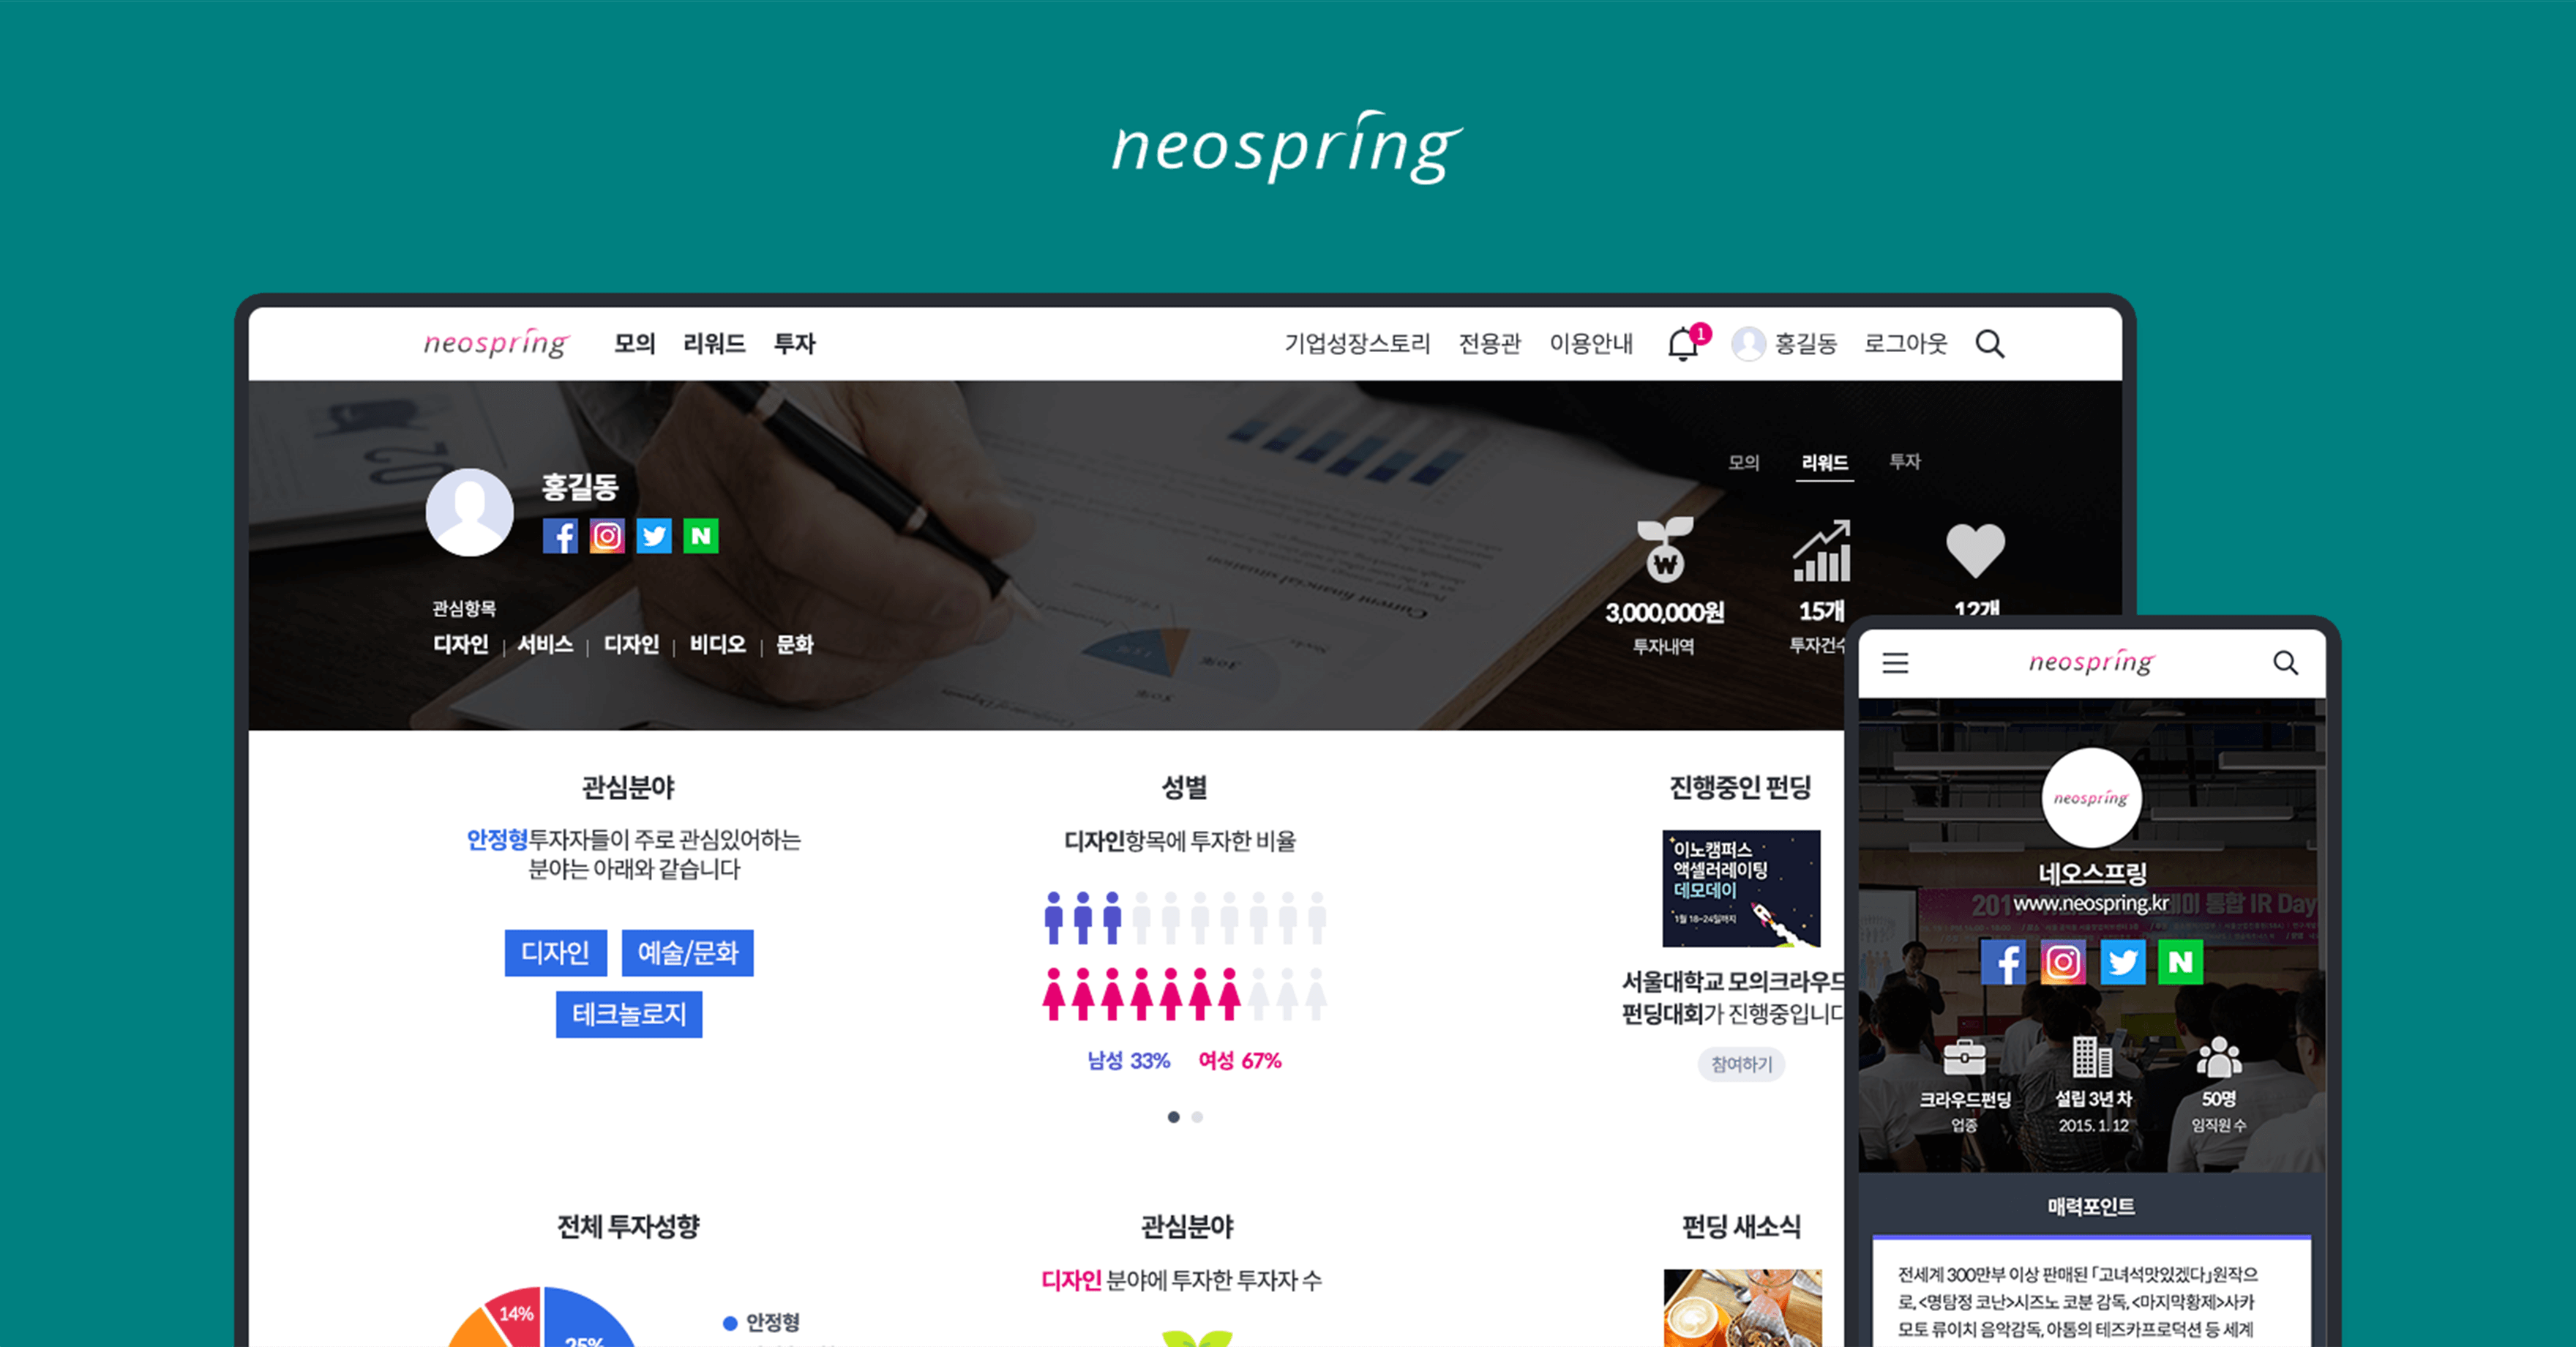 neospring
neospring 모의 리워드 투자 기업성장스토리 전용관 이용안내 1 홍길동 로그아웃
모의 리워드 투자
홍길동
N
3,000,000원 15개 12개
투자내역 투자건수
관심항목
디자인 | 서비스 | 디자인 | 비디오 | 문화
Current financial situation
관심분야
안정형투자자들이 주로 관심있어하는
분야는 아래와 같습니다
디자인 예술/문화
테크놀로지
성별
디자인항목에 투자한 비율
남성 33% 여성 67%
진행중인 펀딩
이노캠퍼스
액셀러레이팅
데모데이
1월 18~24일까지
서울대학교 모의크라우드
펀딩대회가 진행중입니다
참여하기
전체 투자성향
14%
25%
안정형
관심분야
디자인 분야에 투자한 투자자 수
펀딩 새소식
neospring
neospring
네오스프링
www.neospring.kr
통합 IR Day
N
크라우드펀딩 설립 3년 차 50명
업종 2015. 1. 12 임직원 수
매력포인트
전세계 300만부 이상 판매된 「고녀석맛있겠다」원작으
로, <명탐정 코난>시즈노 코분 감독, <마지막황제>사카
모토 류이치 음악감독, 아톰의 테즈카프로덕션 등 세계